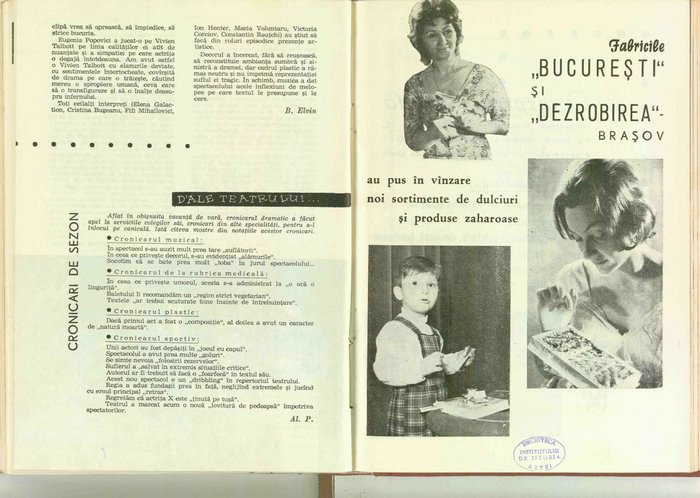 clipă vrea să oprească, să împiedice, să
strice bucuria.
Eugenia Popovici a jucat-o pe Vivien
Talbott pe linia calităților ei atît de
nuanțate și a simpatiei pe care actrița
o degajă întotdeauna. Am avut astfel
o Vivien Talbott cu elanurile deviate,
cu sentimentele întortocheate, covîrșită
de drama pe care o trăiește, căutînd
mereu o apropiere umană, ceva care
să o transfigureze și să o înalțe deasu-
pra infernului.
Toți ceilalți interpreți (Elena Galac-
tion, Cristina Bugeanu, Fifi Mihailovici,
Ion Henter, Maria Voluntaru, Victoria
Corciov, Constantin Rauțchi) au știut să
facă din roluri episodice prezențe ar-
tistice.
Decorul a încercat, fără să reușească,
să reconstituie ambianța sumbră și si-
nistră a dramei, dar cadrul plastic a ră-
mas neutru și nu imprimă reprezentației
suflul ei tragic. În schimb, muzica a dat
spectacolului acele inflexiuni de melo-
pee pe care textul le presupune și le
cere.
B. Elvin
D'ALE TEATRULUI...
CRONICARI DE SEZON
Aflat în obișnuita vacanță de vară, cronicarul dramatic a făcut
apel la serviciile colegilor săi, cronicari din alte specialități, pentru a-l
înlocui pe caniculă. Iată cîteva mostre din notațiile acestor cronicari.
● Cronicarul muzical:
În spectacol s-au auzit mult prea tare „suflătorii".
În ceea ce privește decorul, s-au evidențiat „alămurile".
Socotim că se bate prea mult „toba" în jurul spectacolului...
● Cronicarul de la rubrica medicală:
În ceea ce privește umorul, acesta s-a administrat la „o oră o
linguriță".
Baletului îi recomandăm un „regim strict vegetarian".
Textele „ar trebui scuturate bine înainte de întrebuințare".
● Cronicarul plastic:
Dacă primul act a fost o „compoziție", al doilea a avut un caracter
de „natură moartă".
● Cronicarul sportiv:
Unii actori au fost depășiți în „jocul cu capul".
Spectacolul a avut prea multe „goluri".
Se simte nevoia „folosirii rezervelor".
Sufleriul a „salvat in extremis situațiile critice".
Autorul ar fi trebuit să facă o „foarfecă" în textul său.
Acest nou spectacol e un „dribbling" în repertoriul teatrului.
Regia a adus fundașii prea în față, neglijînd extremele și jucînd
cu eroul principal „retras".
Regretăm că actrița X este „ținută pe tușă".
Teatrul a marcat acum o nouă „lovitură de pedeapsă" împotriva
spectatorilor.
Al. P.
Fabricile
„BUCUREȘTI"
ȘI
„DEZROBIREA"-
BRAȘOV
au pus în vînzare
noi sortimente de dulciuri
și produse zaharoase
BIBLIOTECA
INSTITUTULUI
DE ISTORIA
ARTEI